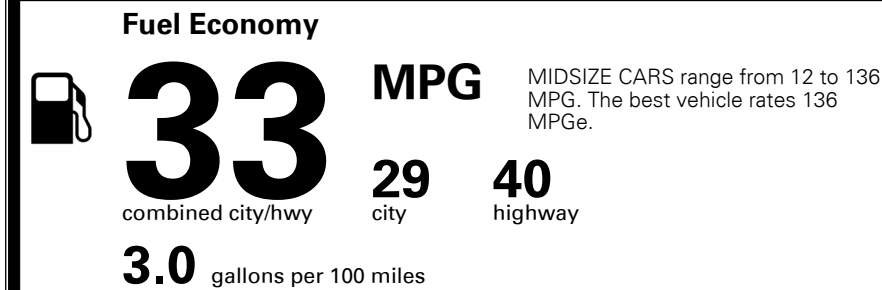 Fuel Economy
33
MPG
MIDSIZE CARS range from 12 to 136
MPG. The best vehicle rates 136
MPGe.
combined city/hwy
29
city
40
highway
3.0 gallons per 100 miles